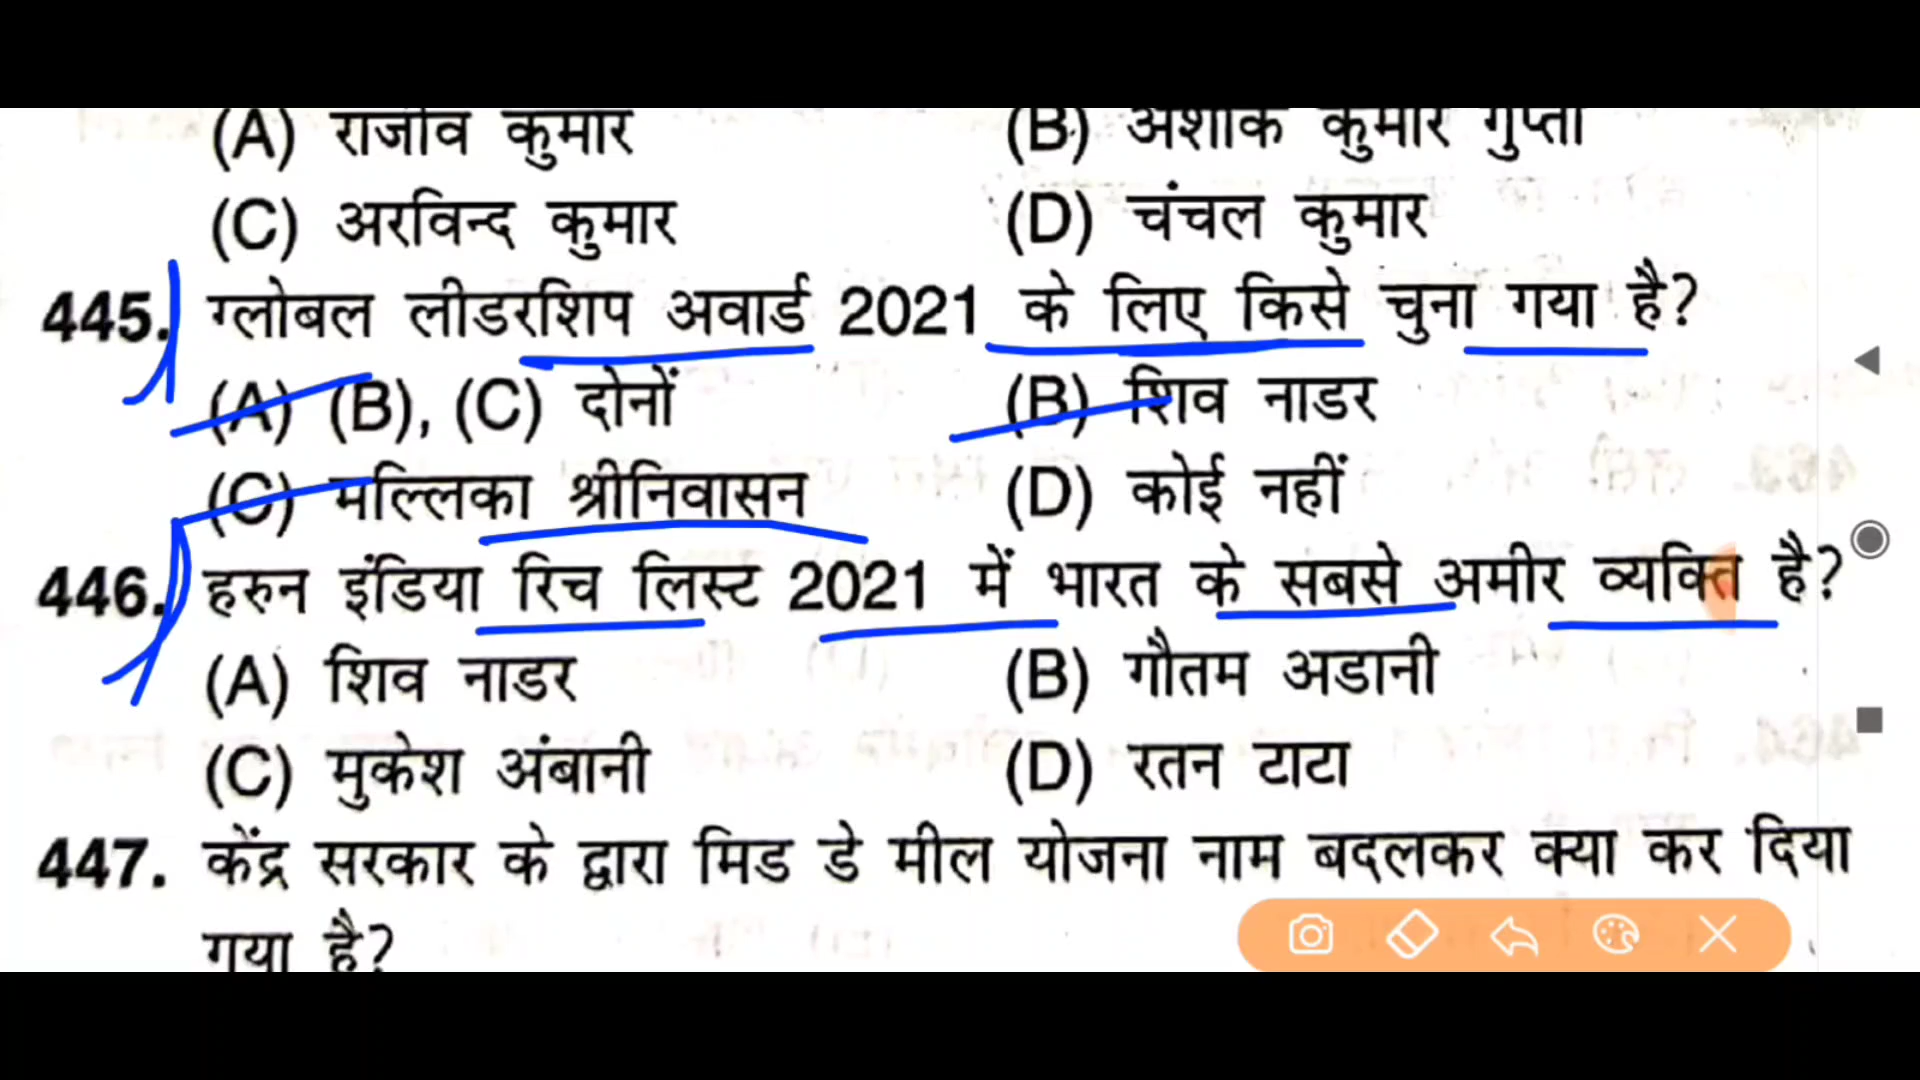 (A) राजीव कुमार (B) अशोक कुमार गुप्ता
(C) अरविन्द कुमार (D) चंचल कुमार
445. ग्लोबल लीडरशिप अवार्ड 2021 के लिए किसे चुना गया है?
(A) (B), (C) दोनों (B) शिव नाडर
(C) मल्लिका श्रीनिवासन (D) कोई नहीं
446. हरुन इंडिया रिच लिस्ट 2021 में भारत के सबसे अमीर व्यक्ति है?
(A) शिव नाडर (B) गौतम अडानी
(C) मुकेश अंबानी (D) रतन टाटा
447. केंद्र सरकार के द्वारा मिड डे मील योजना नाम बदलकर क्या कर दिया
गया है?